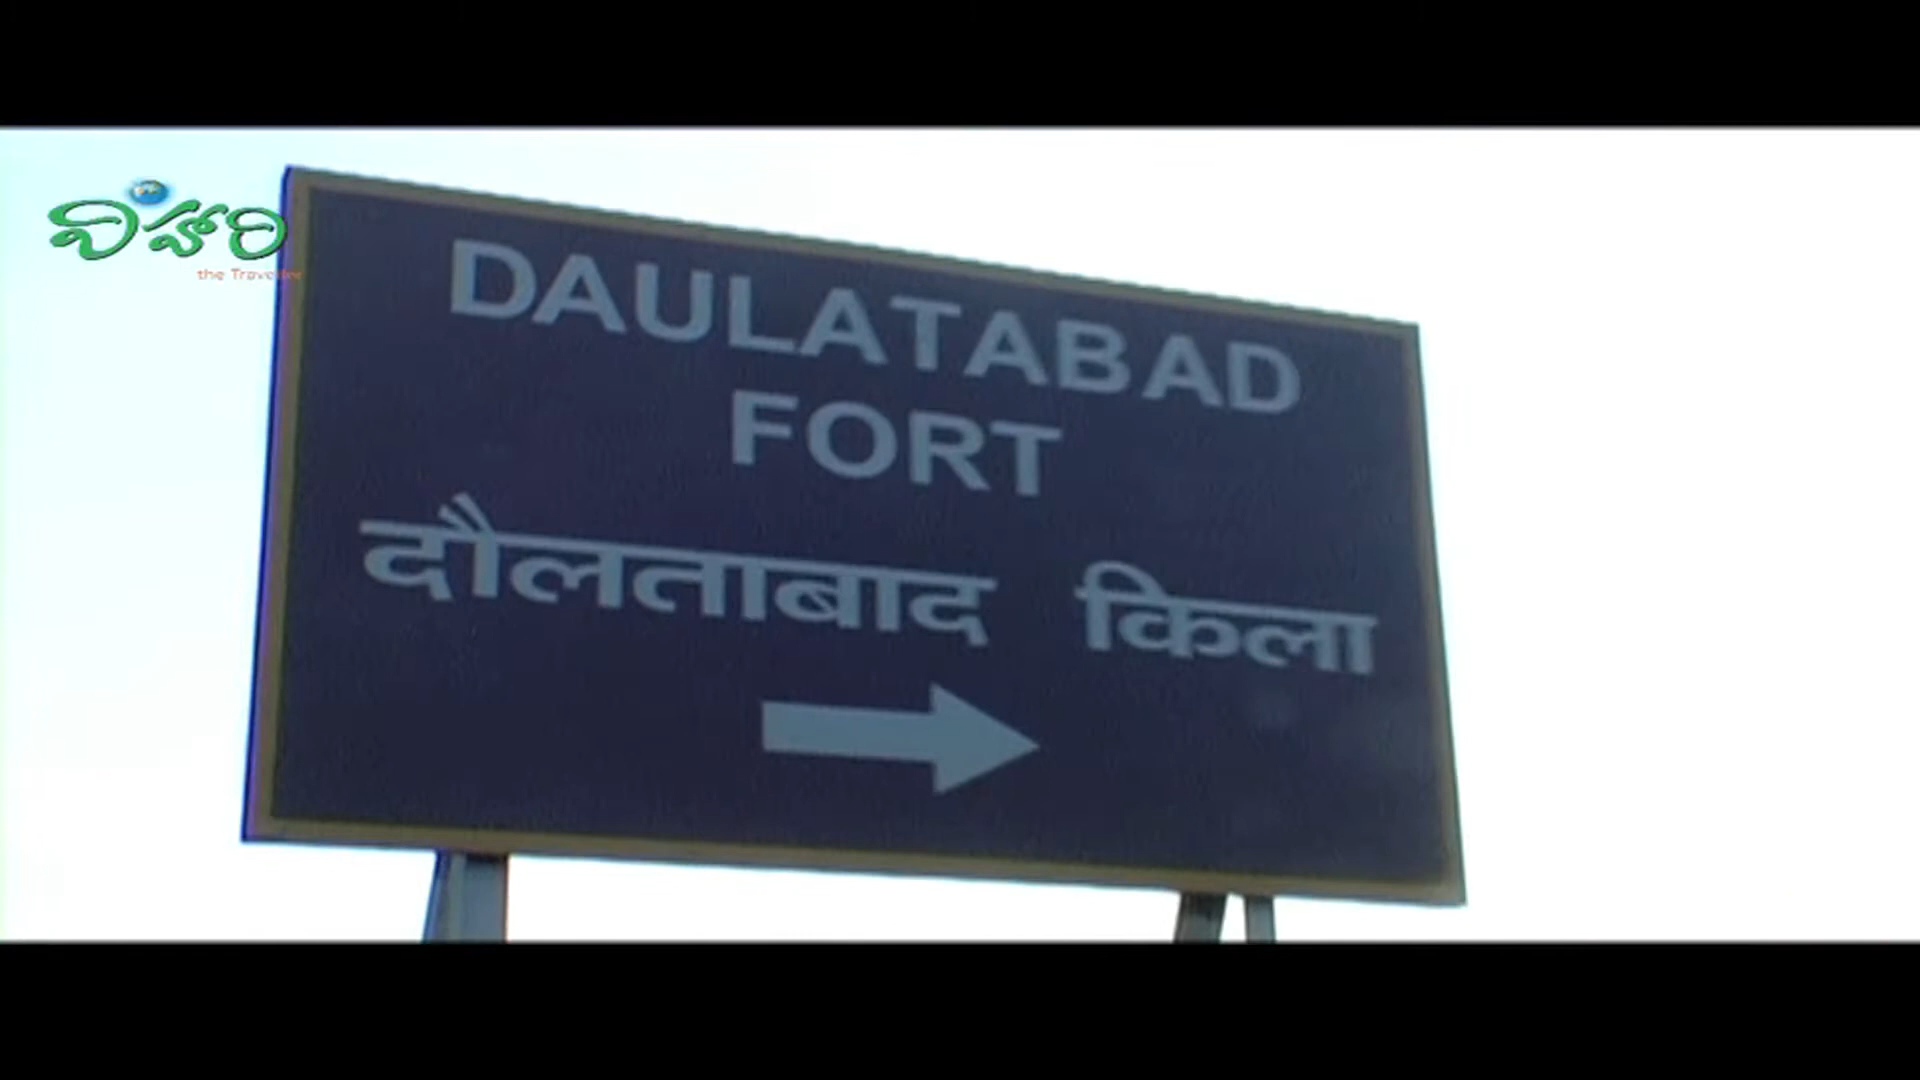 విహారి
the Traveller
DAULATABAD
FORT
दौलताबाद किला